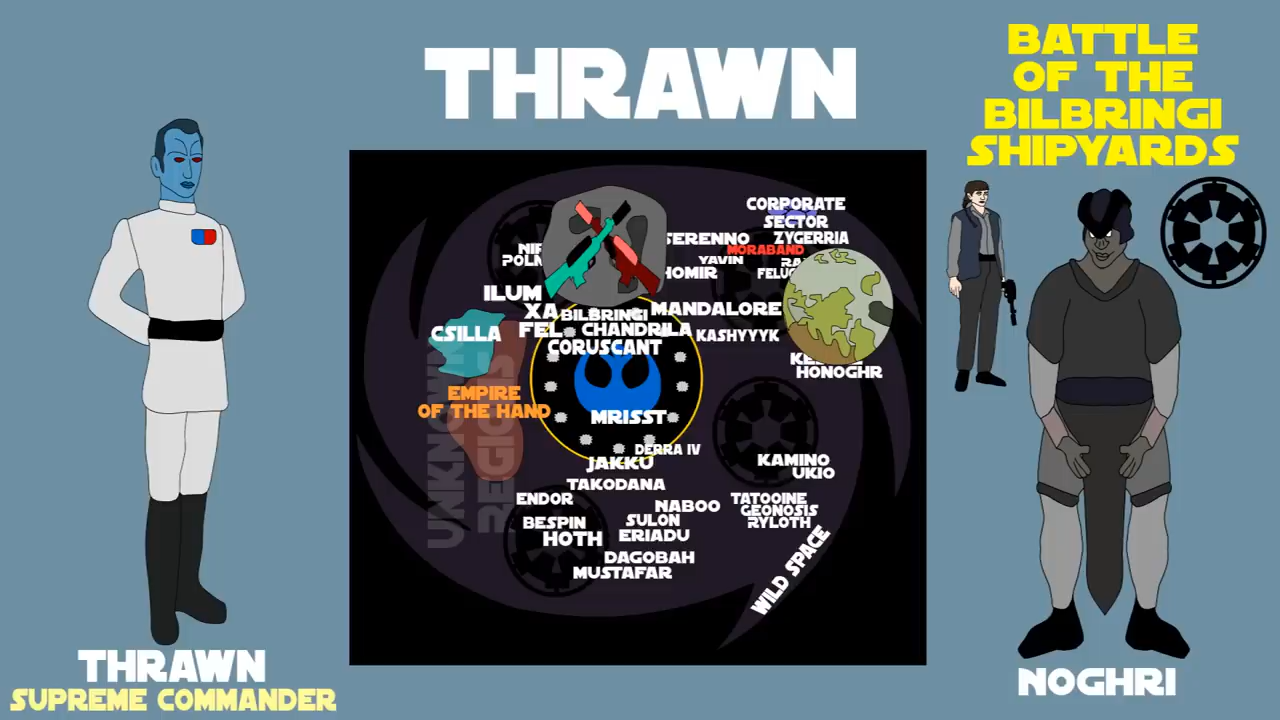 THRAWN
BATTLE
OF THE
BILBRINGI
SHIPYARDS
CORPORATE
SECTOR
SERENNO
ZYGERRIA
MORABAND
YAVIN
ILUM
MANDALORE
BILBRINGI
CSILLA
FEL
CHANDRILA
KASHYYYK
CORUSCANT
HONOGHR
EMPIRE
OF THE HAND
MRISST
UNKNOWN
REGIONS
DERRA IV
JAKKU
KAMINO
UKIO
TAKODANA
ENDOR
NABOO
TATOOINE
GEONOSIS
RYLOTH
BESPIN
SULON
HOTH
ERIADU
DAGOBAH
MUSTAFAR
WILD SPACE
THRAWN
SUPREME COMMANDER
NOGHRI